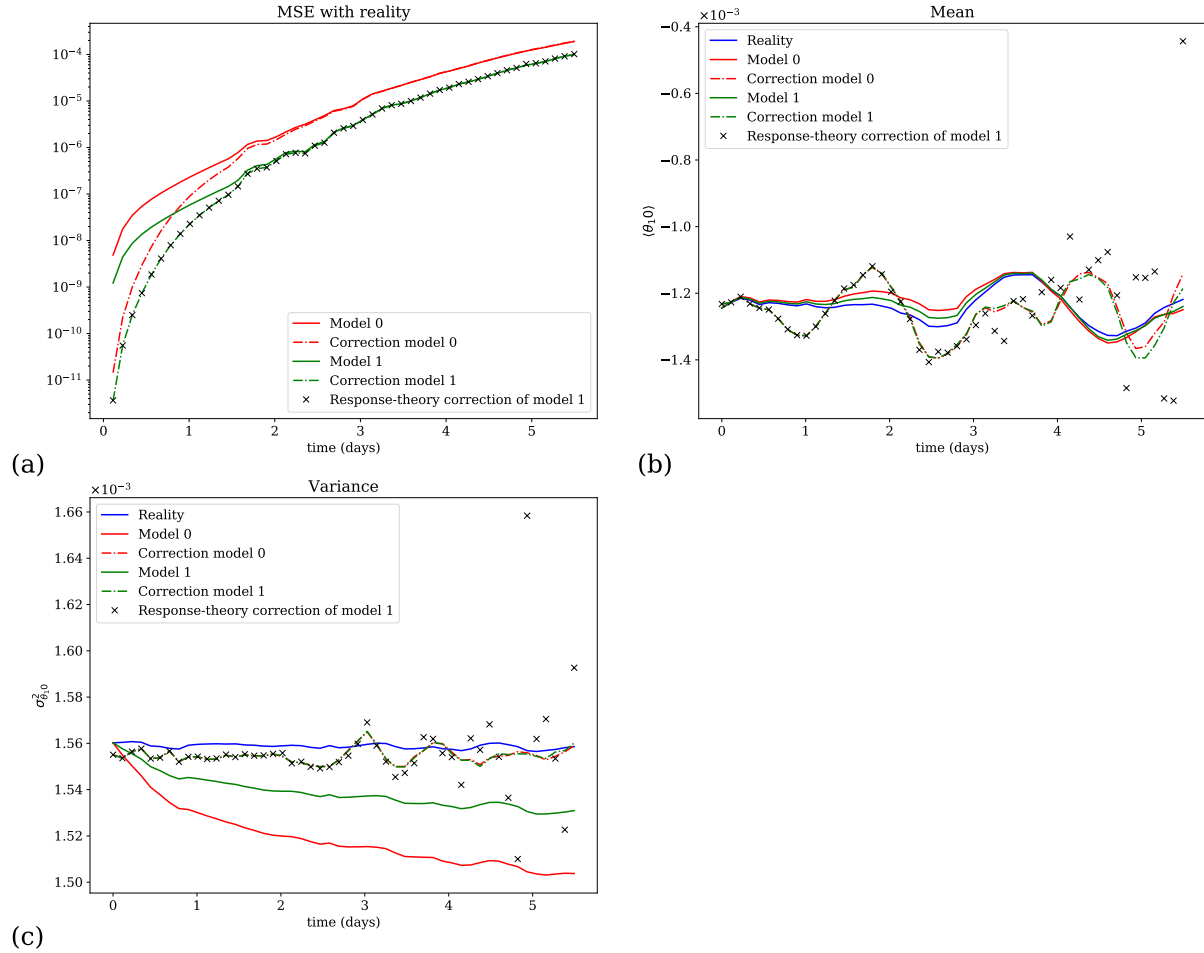 MSE with reality
10⁻⁴
10⁻⁵
10⁻⁶
10⁻⁷
10⁻⁸
10⁻⁹
10⁻¹⁰
10⁻¹¹
Model 0
Correction model 0
Model 1
Correction model 1
Response-theory correction of model 1
0 1 2 3 4 5
time (days)
(a)
Mean
×10⁻³
−0.4
−0.6
−0.8
−1.0
−1.2
−1.4
⟨θ₁0⟩
Reality
Model 0
Correction model 0
Model 1
Correction model 1
Response-theory correction of model 1
0 1 2 3 4 5
time (days)
(b)
Variance
×10⁻³
1.66
1.64
1.62
1.60
1.58
1.56
1.54
1.52
1.50
σ²θ₁0
Reality
Model 0
Correction model 0
Model 1
Correction model 1
Response-theory correction of model 1
0 1 2 3 4 5
time (days)
(c)